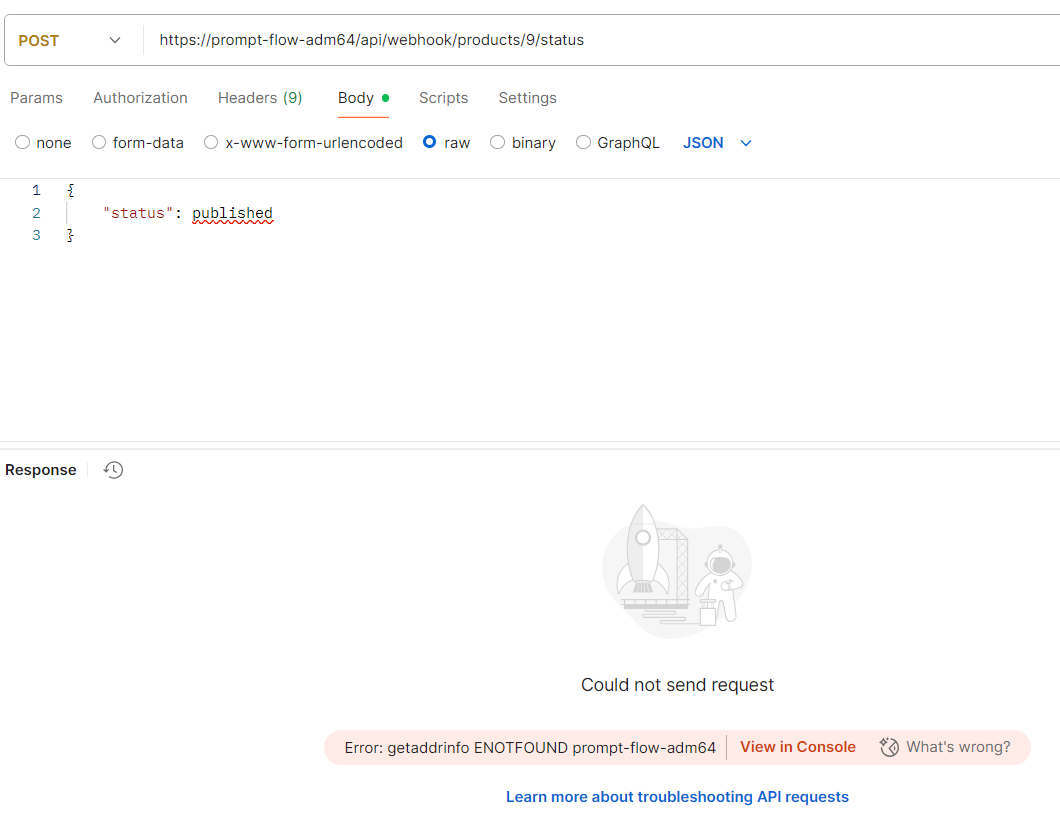 POST https://prompt-flow-adm64/api/webhook/products/9/status
Params Authorization Headers (9) Body Scripts Settings
none form-data x-www-form-urlencoded raw binary GraphQL JSON
1 {
2 "status": published
3 }
Response
Could not send request
Error: getaddrinfo ENOTFOUND prompt-flow-adm64 View in Console What's wrong?
Learn more about troubleshooting API requests